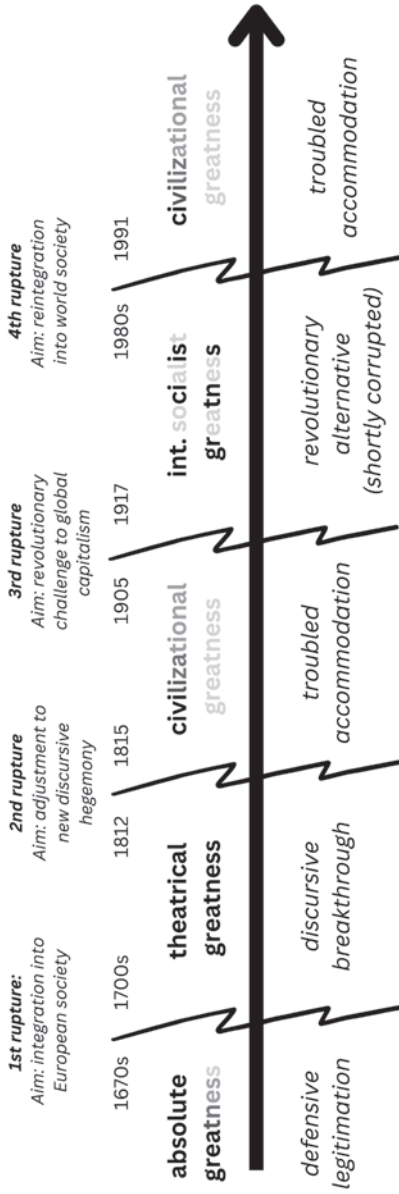 1st rupture:
Aim: integration into
European society
2nd rupture
Aim: adjustment to
new discursive
hegemony
3rd rupture
Aim: revolutionary
challenge to global
capitalism
4th rupture
Aim: reintegration
into world society
1670s
1700s
1812
1815
1905
1917
1980s
1991
absolute
greatness
theatrical
greatness
civilizational
greatness
int. socialist
greatness
civilizational
greatness
defensive
legitimation
discursive
breakthrough
troubled
accommodation
revolutionary
alternative
(shortly corrupted)
troubled
accommodation